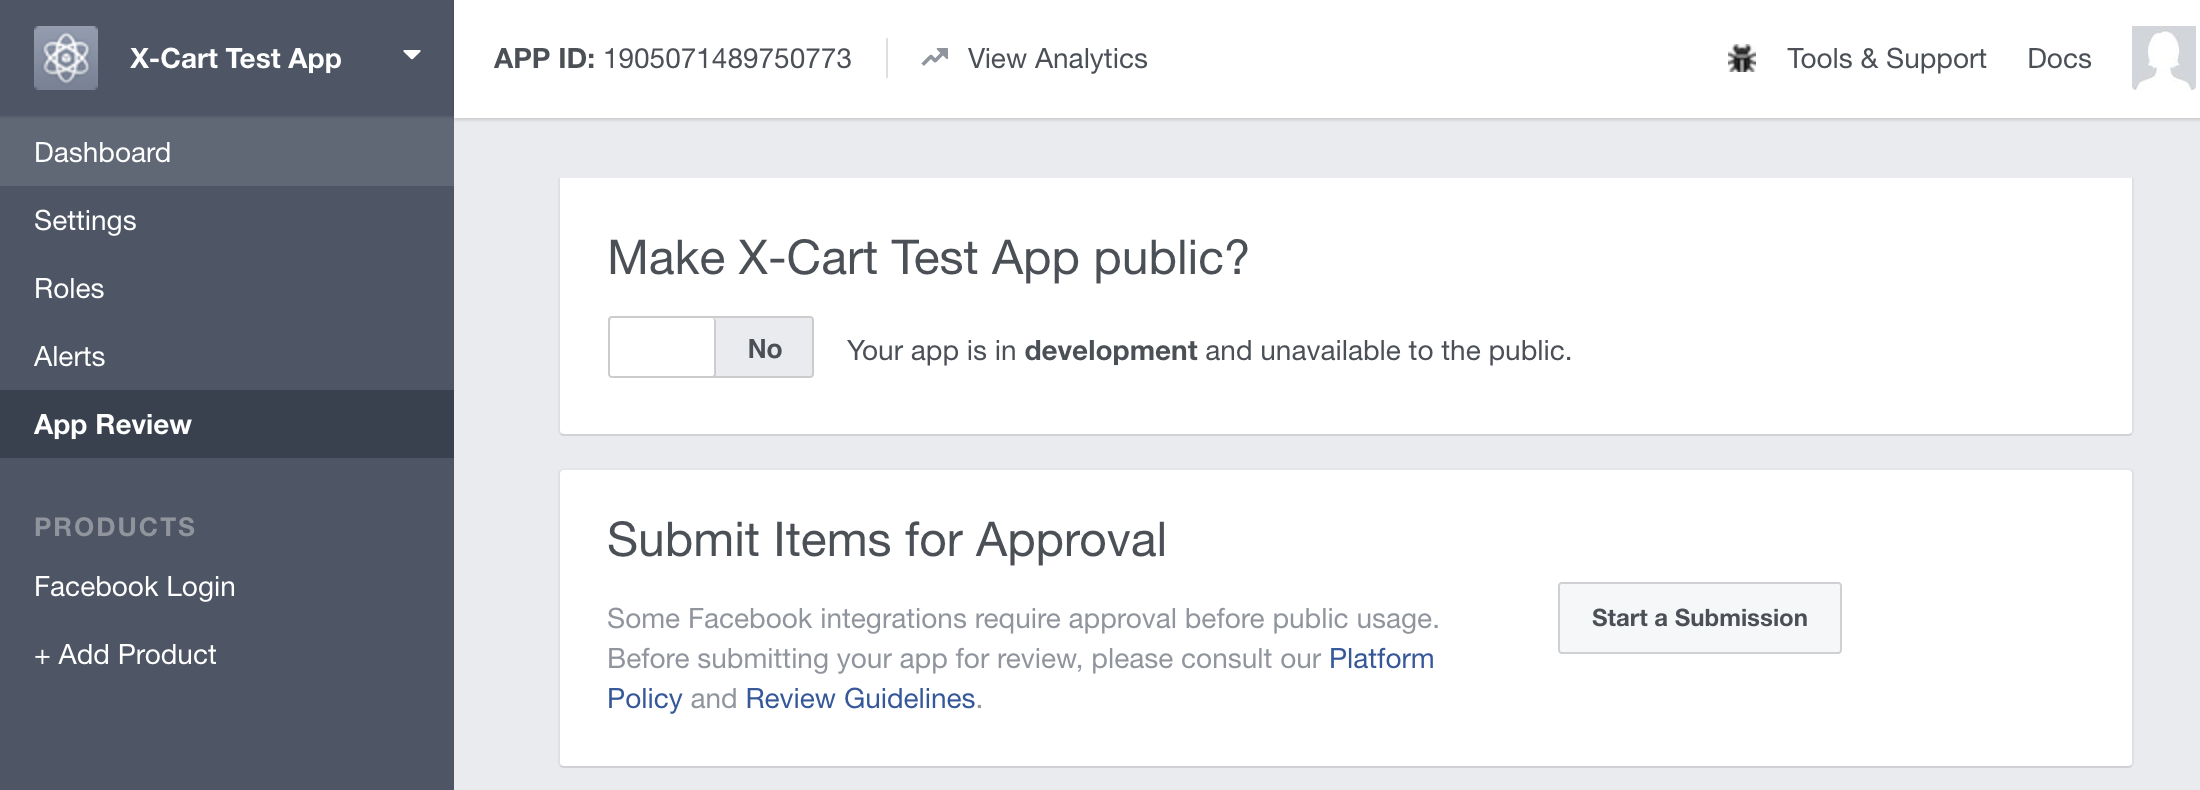 X-Cart Test App
APP ID: 1905071489750773
View Analytics
Tools & Support
Docs
Dashboard
Settings
Roles
Alerts
App Review
PRODUCTS
Facebook Login
+ Add Product
Make X-Cart Test App public?
No
Your app is in development and unavailable to the public.
Submit Items for Approval
Some Facebook integrations require approval before public usage.
Before submitting your app for review, please consult our Platform
Policy and Review Guidelines.
Start a Submission